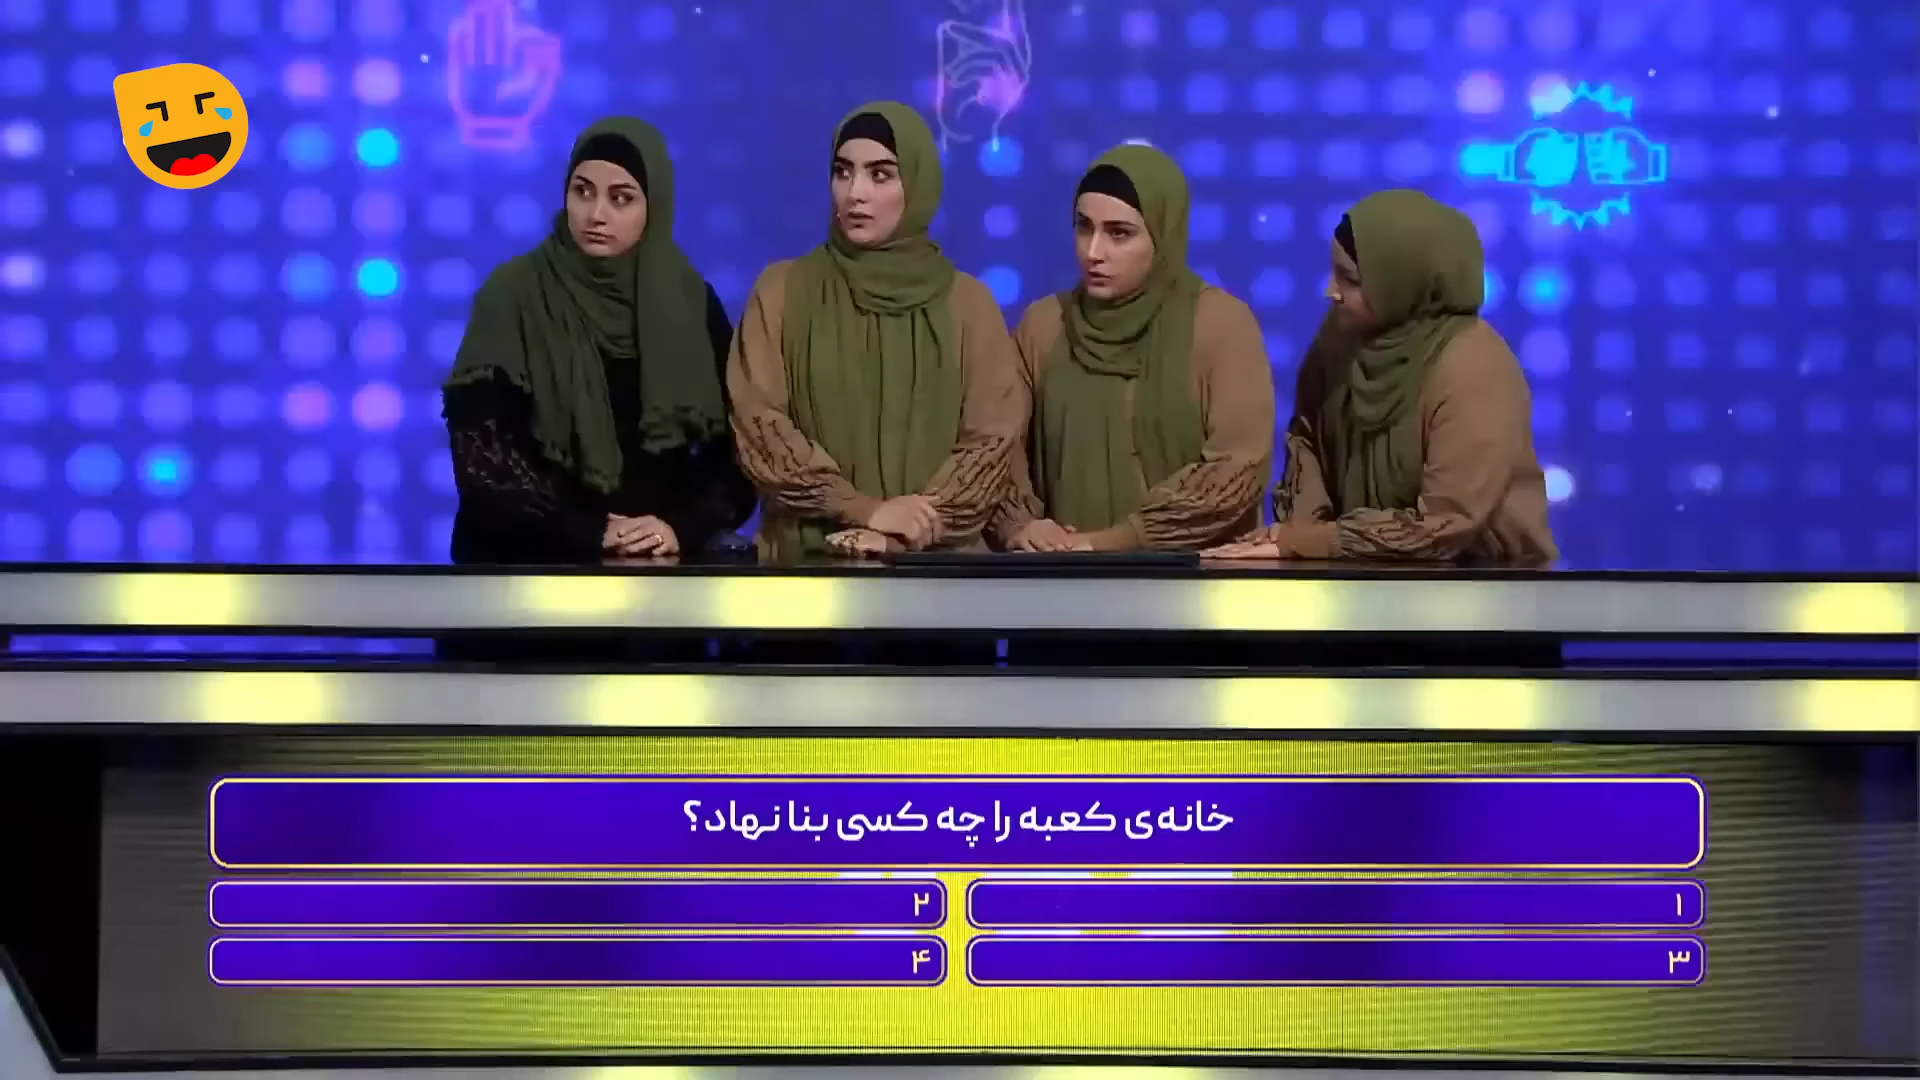 خانه‌ی کعبه را چه کسی بنا نهاد؟
۱
۲
۳
۴